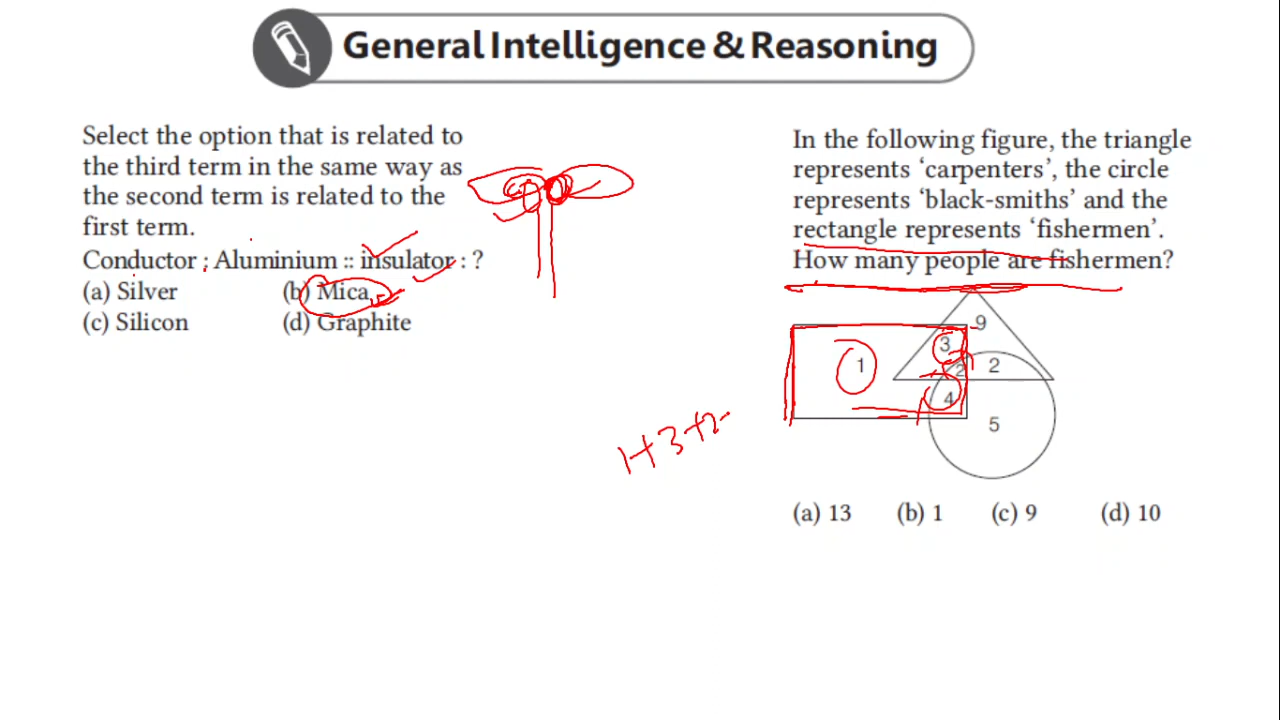 General Intelligence & Reasoning
Select the option that is related to
the third term in the same way as
the second term is related to the
first term.
Conductor : Aluminium :: insulator : ?
(a) Silver (b) Mica
(c) Silicon (d) Graphite
In the following figure, the triangle
represents ‘carpenters’, the circle
represents ‘black-smiths’ and the
rectangle represents ‘fishermen’.
How many people are fishermen?
9
3
1 2 2
4
5
1+3+2
(a) 13 (b) 1 (c) 9 (d) 10